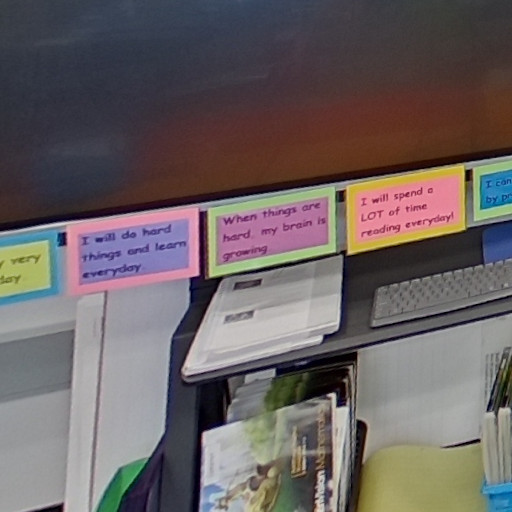 y very
day
I will do hard
things and learn
everyday.
When things are
hard, my brain is
growing
I will spend a
LOT of time
reading everyday!
I can
by pr